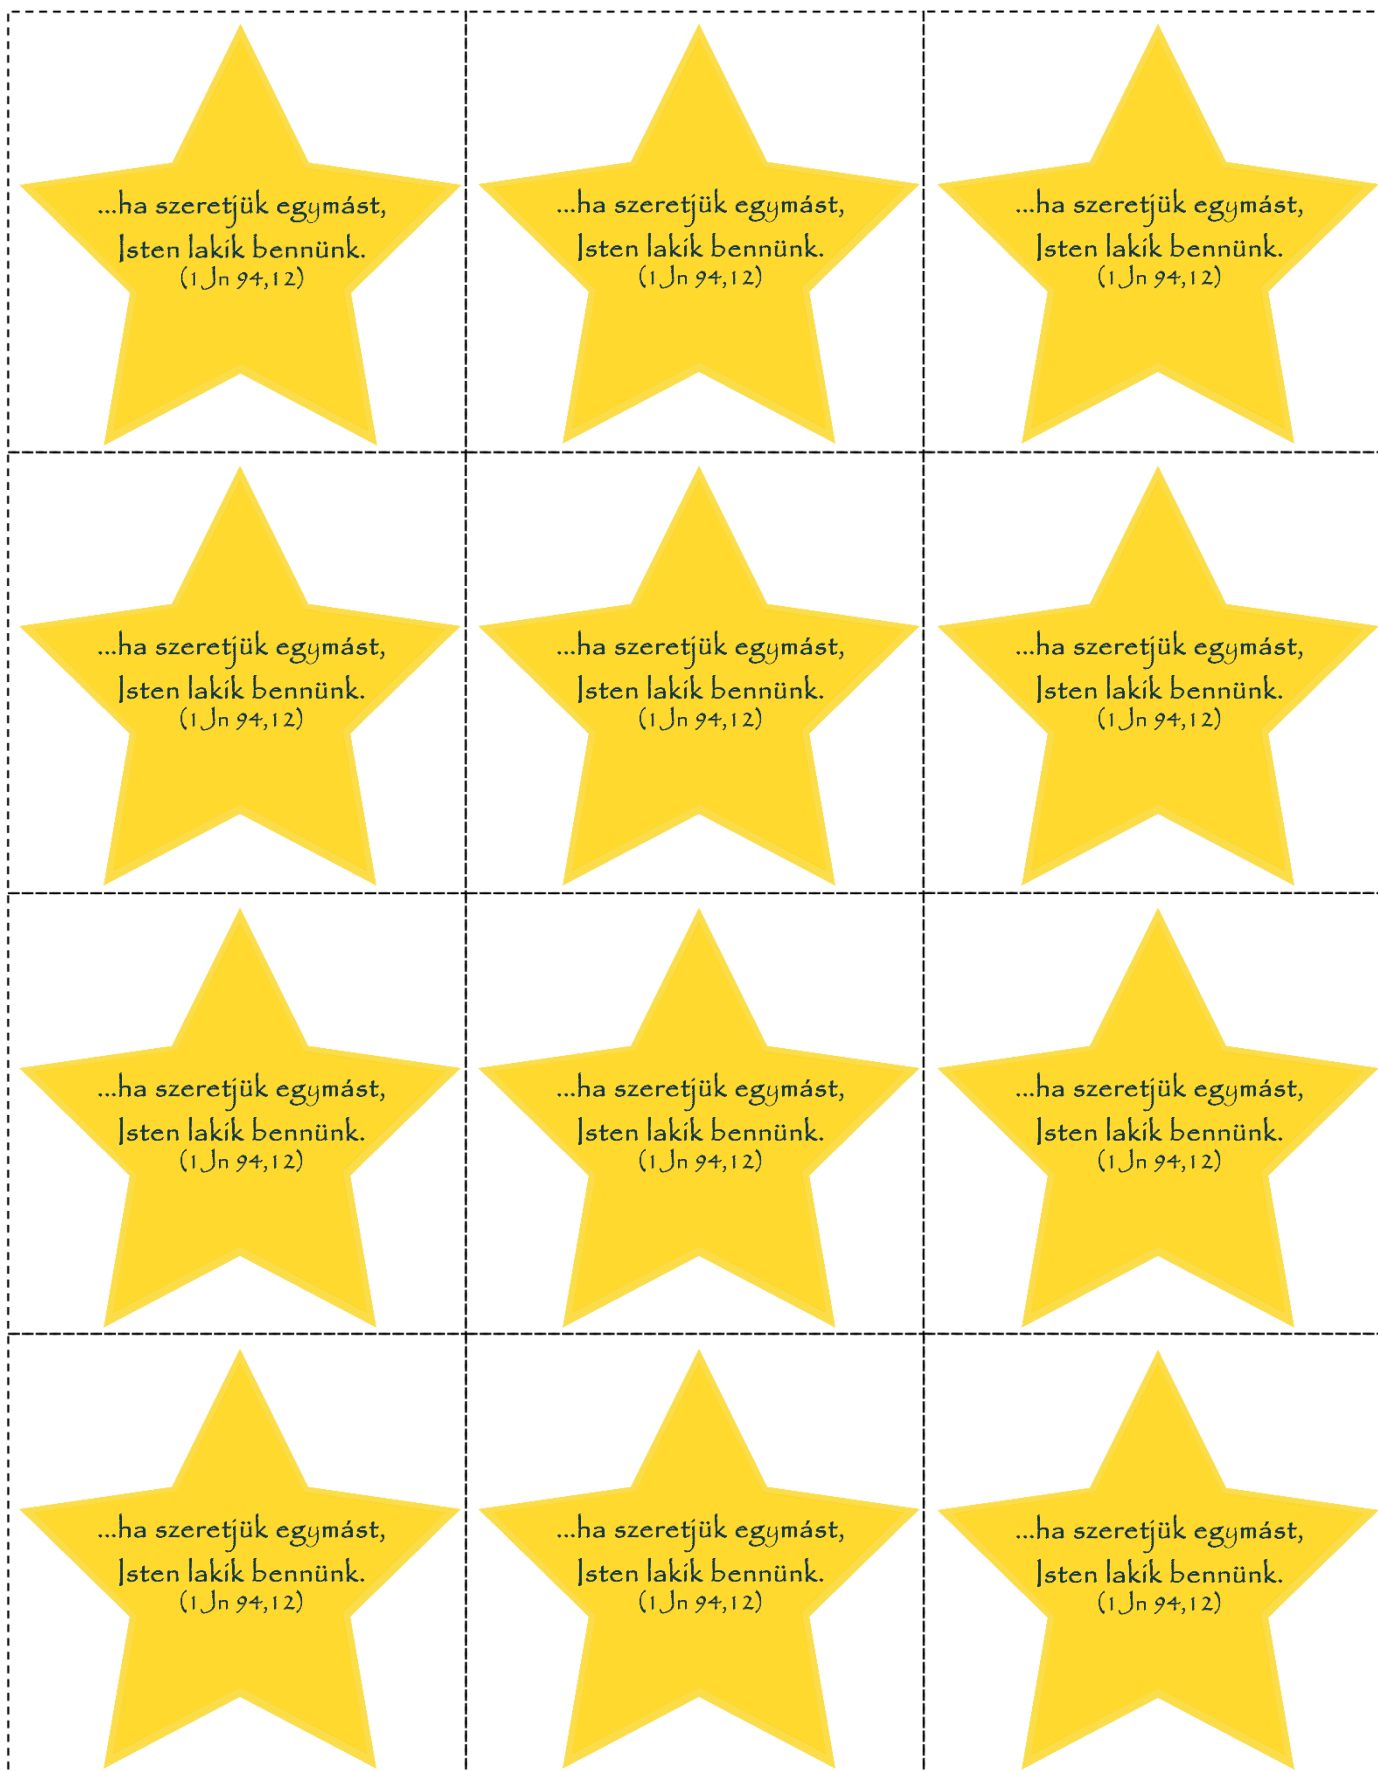 ...ha szeretjük egymást,
Isten lakik bennünk.
(1 Jn 94,12)
...ha szeretjük egymást,
Isten lakik bennünk.
(1 Jn 94,12)
...ha szeretjük egymást,
Isten lakik bennünk.
(1 Jn 94,12)
...ha szeretjük egymást,
Isten lakik bennünk.
(1 Jn 94,12)
...ha szeretjük egymást,
Isten lakik bennünk.
(1 Jn 94,12)
...ha szeretjük egymást,
Isten lakik bennünk.
(1 Jn 94,12)
...ha szeretjük egymást,
Isten lakik bennünk.
(1 Jn 94,12)
...ha szeretjük egymást,
Isten lakik bennünk.
(1 Jn 94,12)
...ha szeretjük egymást,
Isten lakik bennünk.
(1 Jn 94,12)
...ha szeretjük egymást,
Isten lakik bennünk.
(1 Jn 94,12)
...ha szeretjük egymást,
Isten lakik bennünk.
(1 Jn 94,12)
...ha szeretjük egymást,
Isten lakik bennünk.
(1 Jn 94,12)